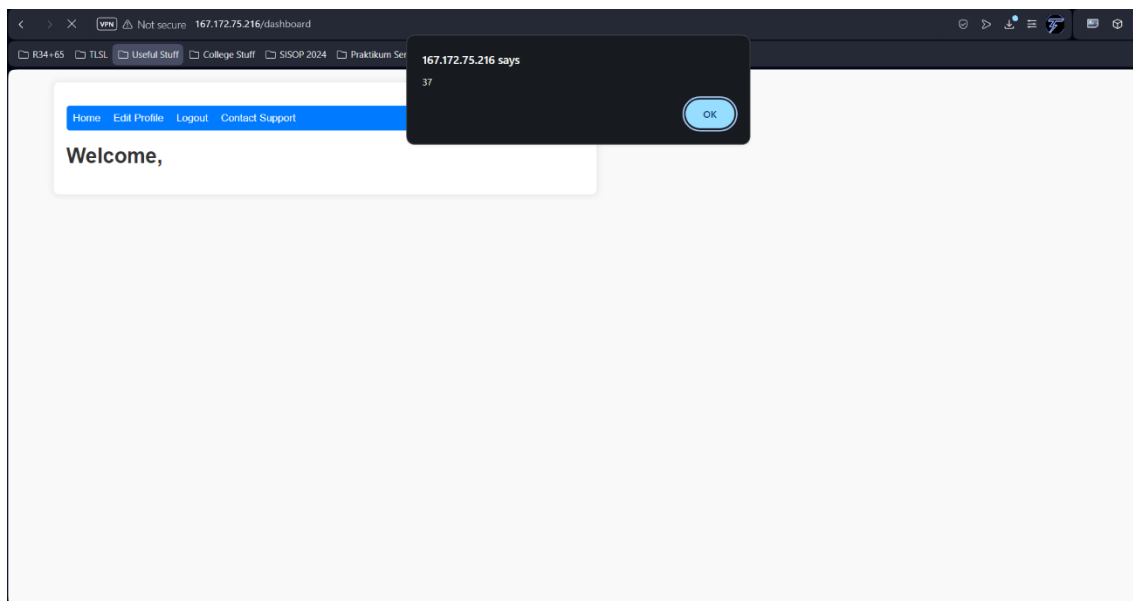 VPN Not secure 167.172.75.216/dashboard
R34+65 TLSL Useful Stuff College Stuff SISOP 2024 Praktikum Ser
167.172.75.216 says
37
OK
Home Edit Profile Logout Contact Support
Welcome,